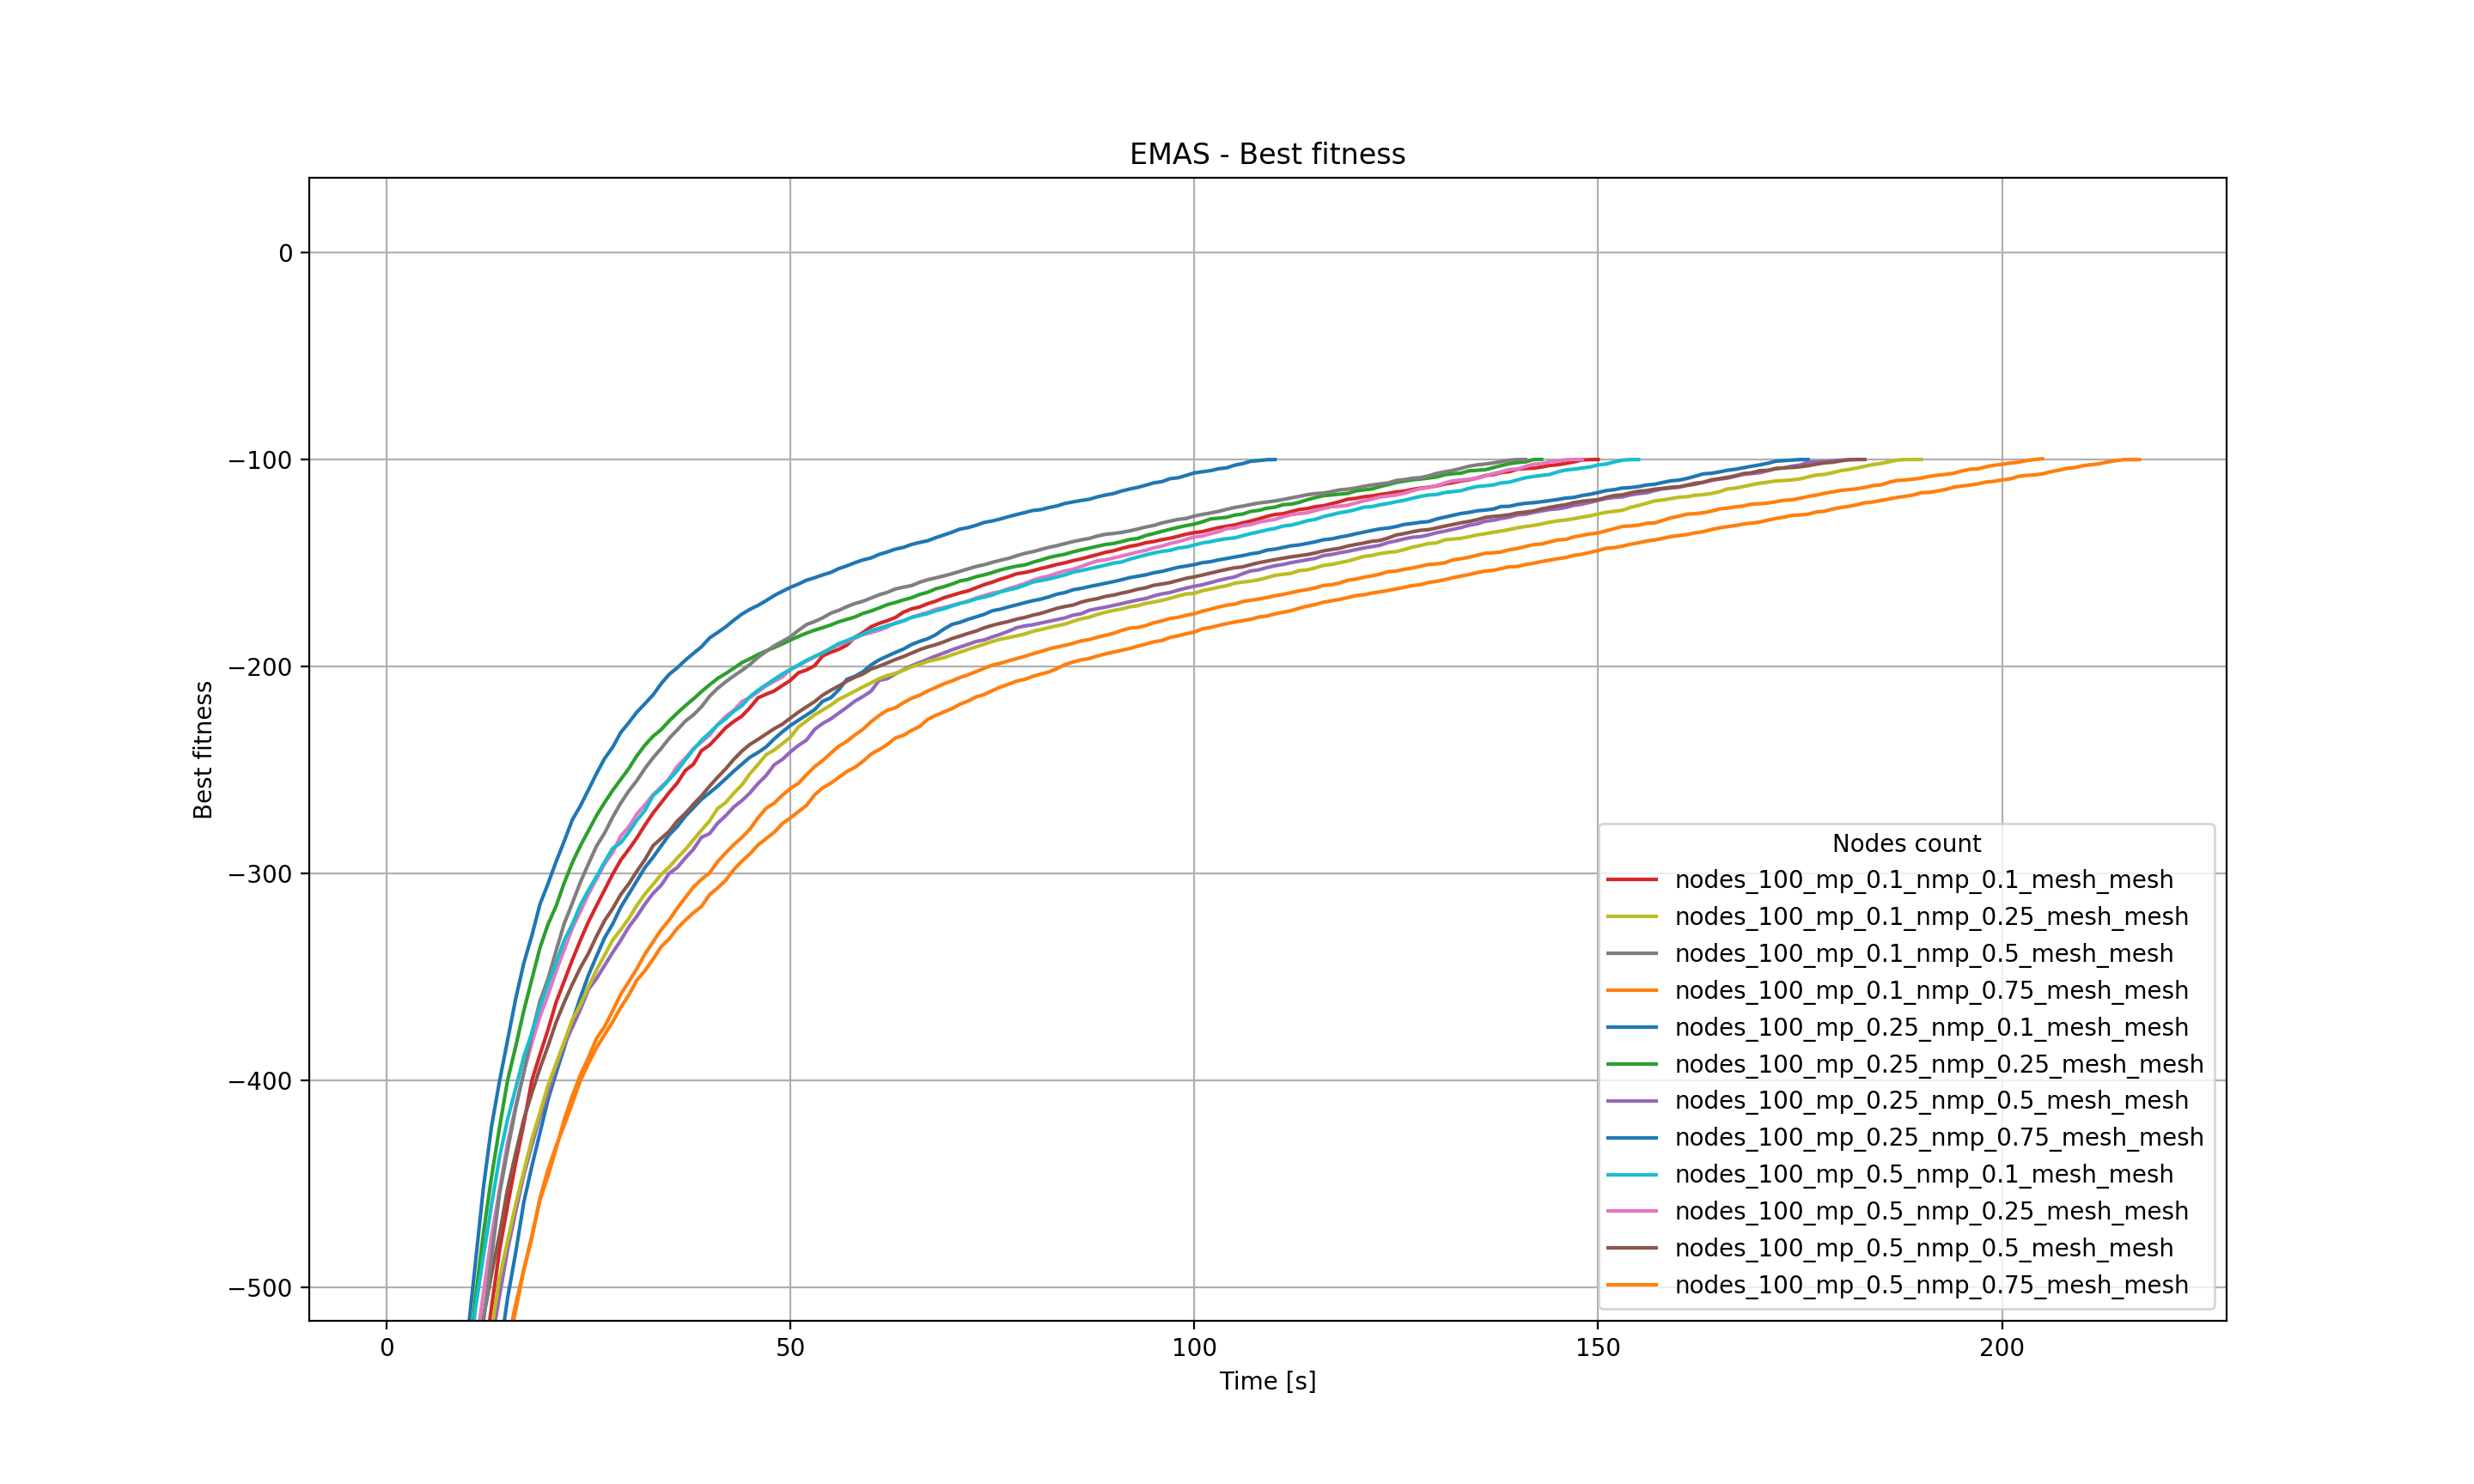 EMAS - Best fitness
0
−100
−200
−300
−400
−500
Best fitness
0
50
100
150
200
Time [s]
Nodes count
nodes_100_mp_0.1_nmp_0.1_mesh_mesh
nodes_100_mp_0.1_nmp_0.25_mesh_mesh
nodes_100_mp_0.1_nmp_0.5_mesh_mesh
nodes_100_mp_0.1_nmp_0.75_mesh_mesh
nodes_100_mp_0.25_nmp_0.1_mesh_mesh
nodes_100_mp_0.25_nmp_0.25_mesh_mesh
nodes_100_mp_0.25_nmp_0.5_mesh_mesh
nodes_100_mp_0.25_nmp_0.75_mesh_mesh
nodes_100_mp_0.5_nmp_0.1_mesh_mesh
nodes_100_mp_0.5_nmp_0.25_mesh_mesh
nodes_100_mp_0.5_nmp_0.5_mesh_mesh
nodes_100_mp_0.5_nmp_0.75_mesh_mesh